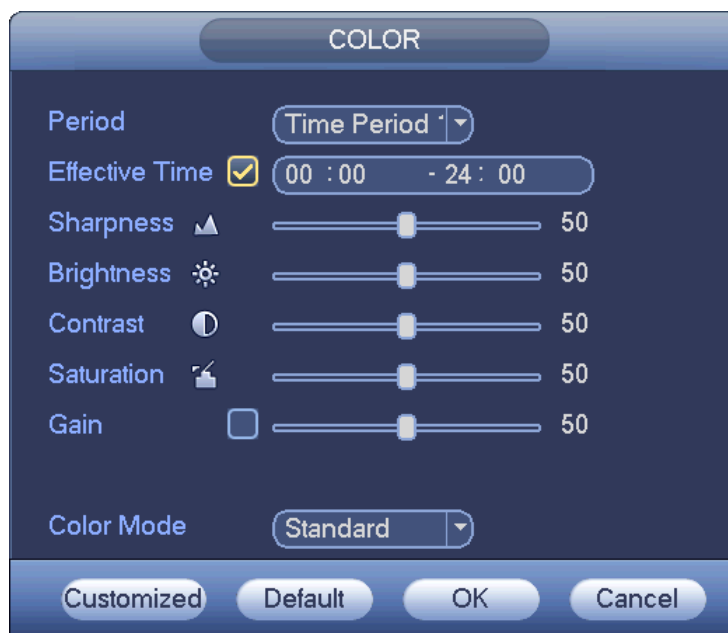 COLOR
Period Time Period
Effective Time 00 : 00 - 24 : 00
Sharpness 50
Brightness 50
Contrast 50
Saturation 50
Gain 50
Color Mode Standard
Customized Default OK Cancel